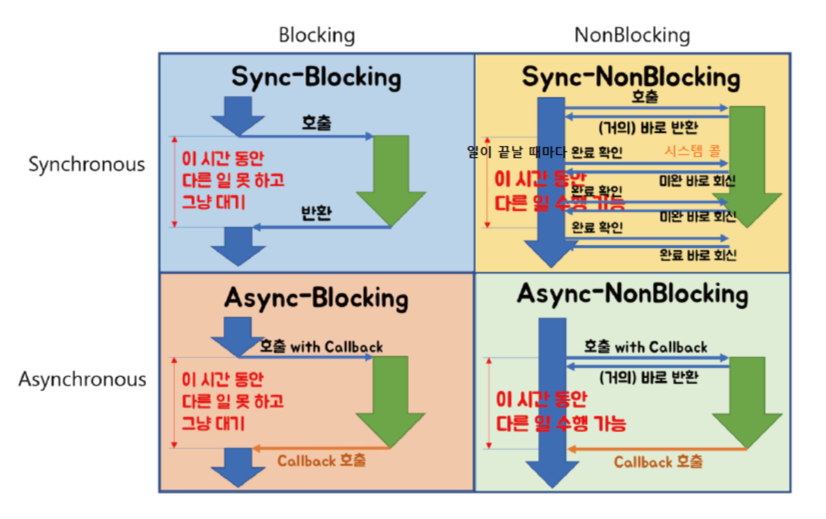 Blocking
NonBlocking
Synchronous
Sync-Blocking
호출
이 시간 동안
다른 일 못 하고
그냥 대기
반환
Sync-NonBlocking
호출
(거의) 바로 반환
일이 끝날 때마다 완료 확인
시스템 콜
이 시간 동안
다른 일 수행 가능
미완 바로 회신
완료 확인
미완 바로 회신
완료 확인
완료 바로 회신
Asynchronous
Async-Blocking
호출 with Callback
이 시간 동안
다른 일 못 하고
그냥 대기
Callback 호출
Async-NonBlocking
호출 with Callback
(거의) 바로 반환
이 시간 동안
다른 일 수행 가능
Callback 호출